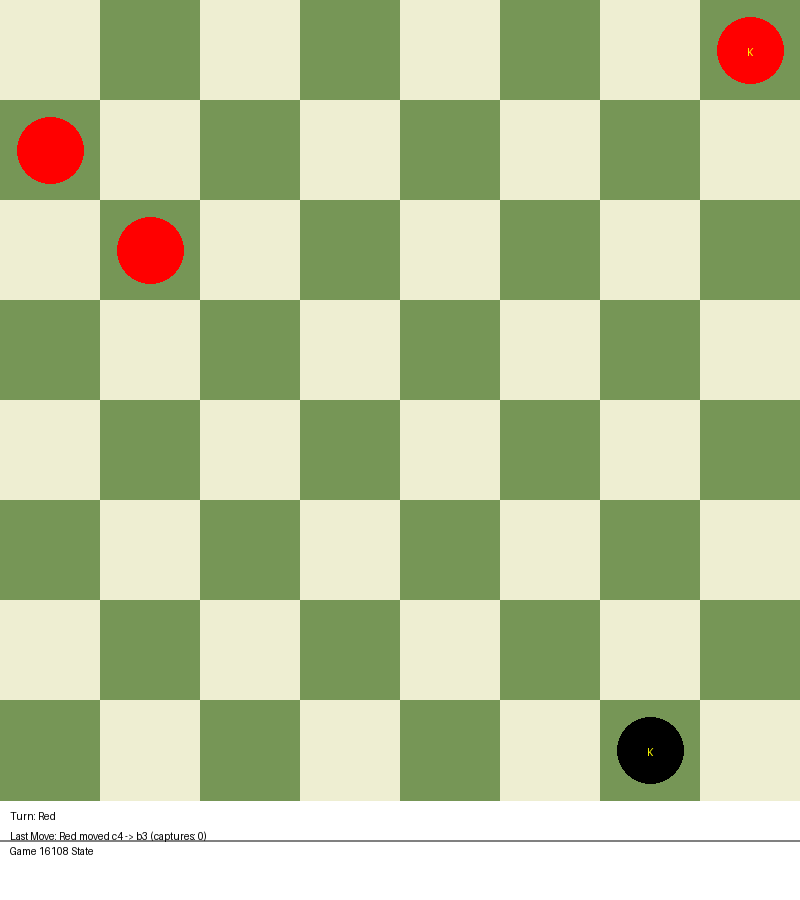 K
K
Turn: Red
Last Move: Red moved c4 -> b3 (captures: 0)
Game 16108 State